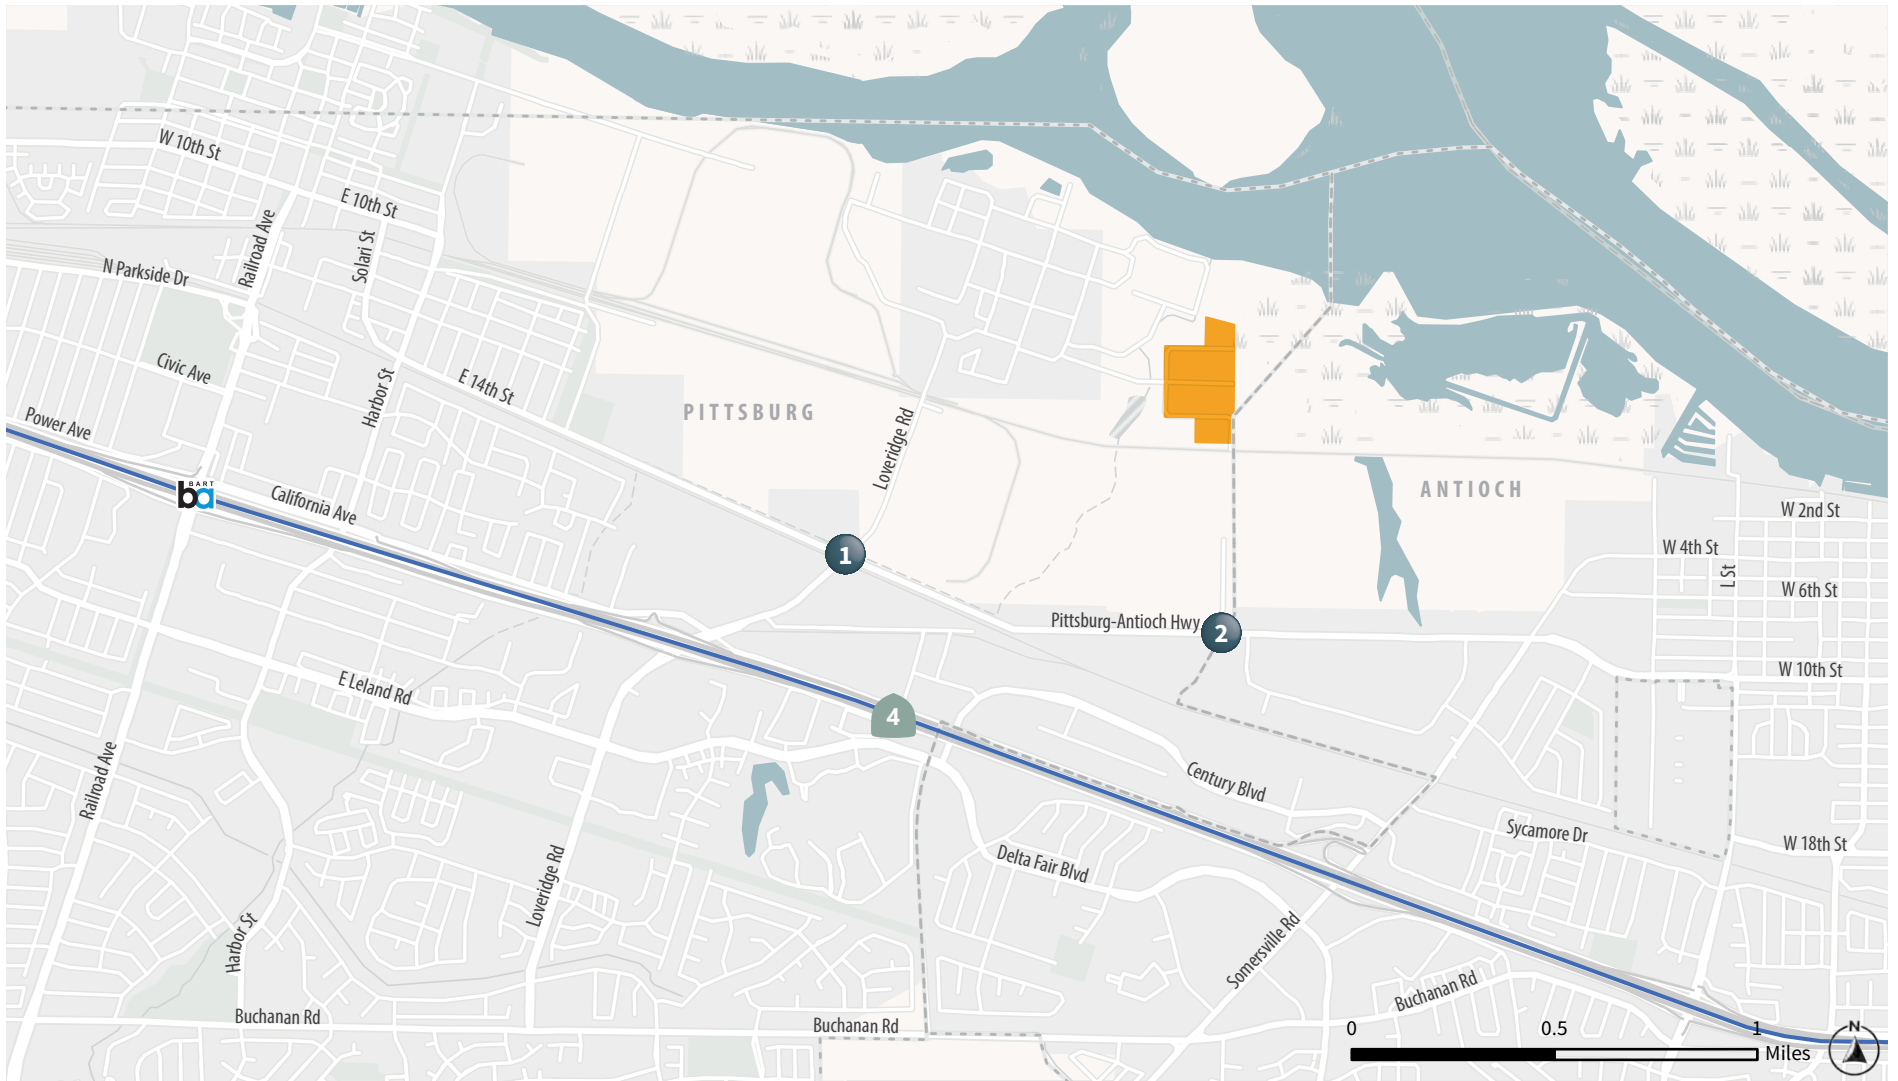 W 10th St
E 10th St
Railroad Ave
Solari St
N Parkside Dr
Civic Ave
Harbor St
E 14th St
Power Ave
PITTSBURG
Loveridge Rd
BART
ba
California Ave
ANTIOCH
W 2nd St
W 4th St
L St
W 6th St
1
Pittsburg-Antioch Hwy
2
W 10th St
E Leland Rd
4
Railroad Ave
Century Blvd
Sycamore Dr
W 18th St
Delta Fair Blvd
Loveridge Rd
Harbor St
Somersville Rd
Buchanan Rd
Buchanan Rd
Buchanan Rd
0 0.5 1
Miles
N